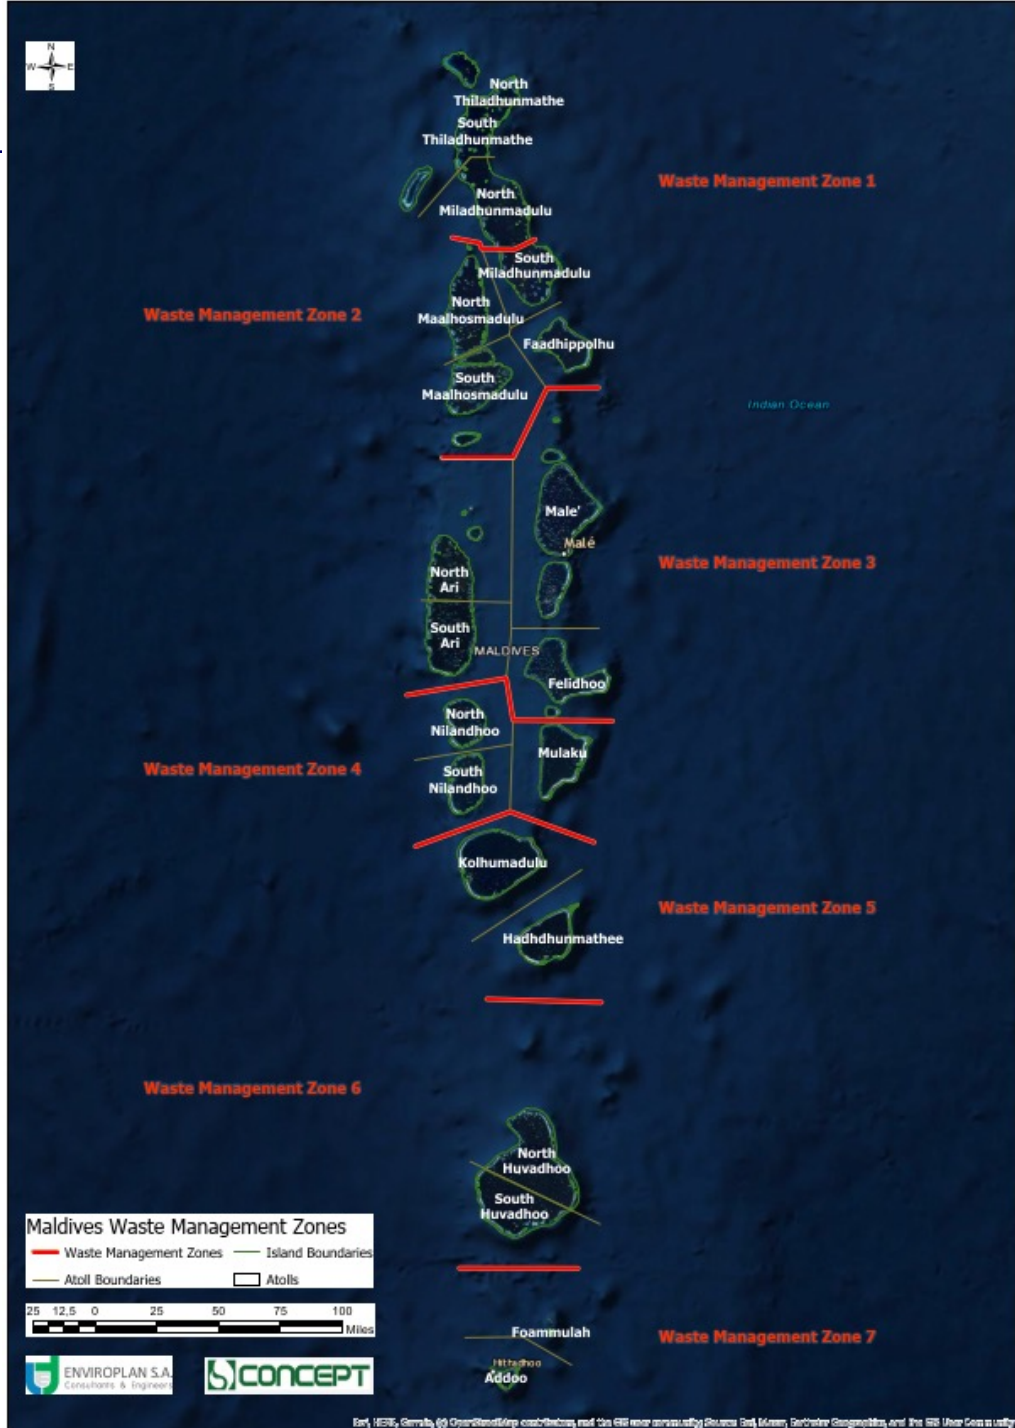 N
W E
S
North
Thiladhunmathe
South
Thiladhunmathe
Waste Management Zone 1
North
Miladhunmadulu
South
Miladhunmadulu
North
Maalhosmadulu
Waste Management Zone 2
Faadhippolhu
South
Maalhosmadulu
Indian Ocean
Male'
Malé
Waste Management Zone 3
North
Ari
South
Ari
MALDIVES
Felidhoo
North
Nilandhoo
Mulaku
Waste Management Zone 4
South
Nilandhoo
Kolhumadulu
Waste Management Zone 5
Hadhdhunmathee
Waste Management Zone 6
North
Huvadhoo
South
Huvadhoo
Maldives Waste Management Zones
Waste Management Zones Island Boundaries
Atoll Boundaries Atolls
25 12,5 0 25 50 75 100
Miles
Foammulah
Waste Management Zone 7
Hithadhoo
Addoo
ENVIROPLAN S.A.
Consultants & Engineers
CONCEPT